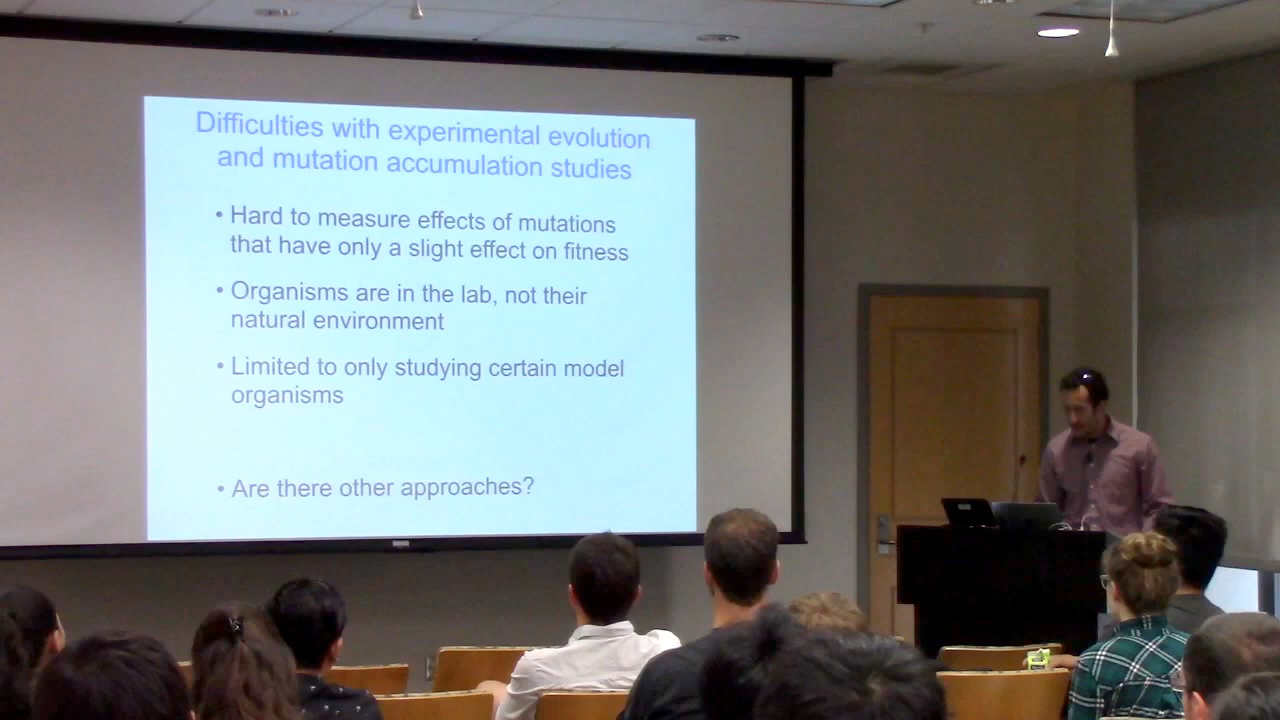 Difficulties with experimental evolution
and mutation accumulation studies
• Hard to measure effects of mutations
that have only a slight effect on fitness
• Organisms are in the lab, not their
natural environment
• Limited to only studying certain model
organisms
• Are there other approaches?